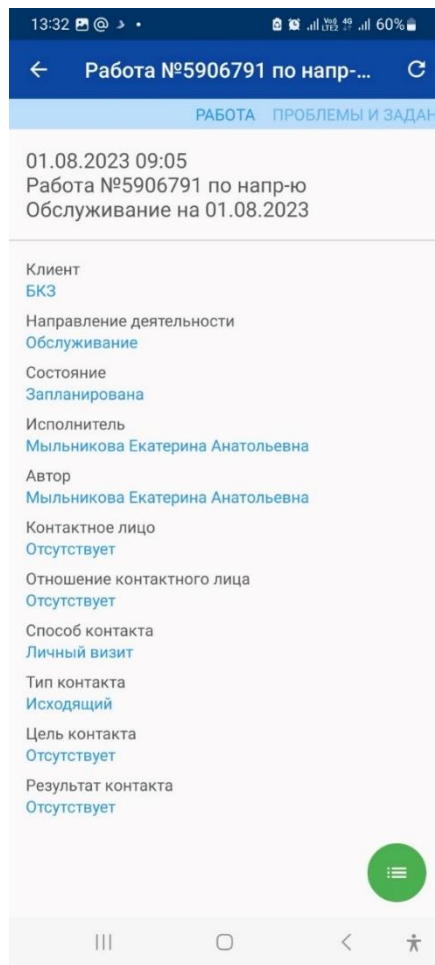 13:32 @ Vo)) LTE2 4G 60%
Работа №5906791 по напр-...
РАБОТА ПРОБЛЕМЫ И ЗАДАН
01.08.2023 09:05
Работа №5906791 по напр-ю
Обслуживание на 01.08.2023
Клиент
БКЗ
Направление деятельности
Обслуживание
Состояние
Запланирована
Исполнитель
Мыльникова Екатерина Анатольевна
Автор
Мыльникова Екатерина Анатольевна
Контактное лицо
Отсутствует
Отношение контактного лица
Отсутствует
Способ контакта
Личный визит
Тип контакта
Исходящий
Цель контакта
Отсутствует
Результат контакта
Отсутствует